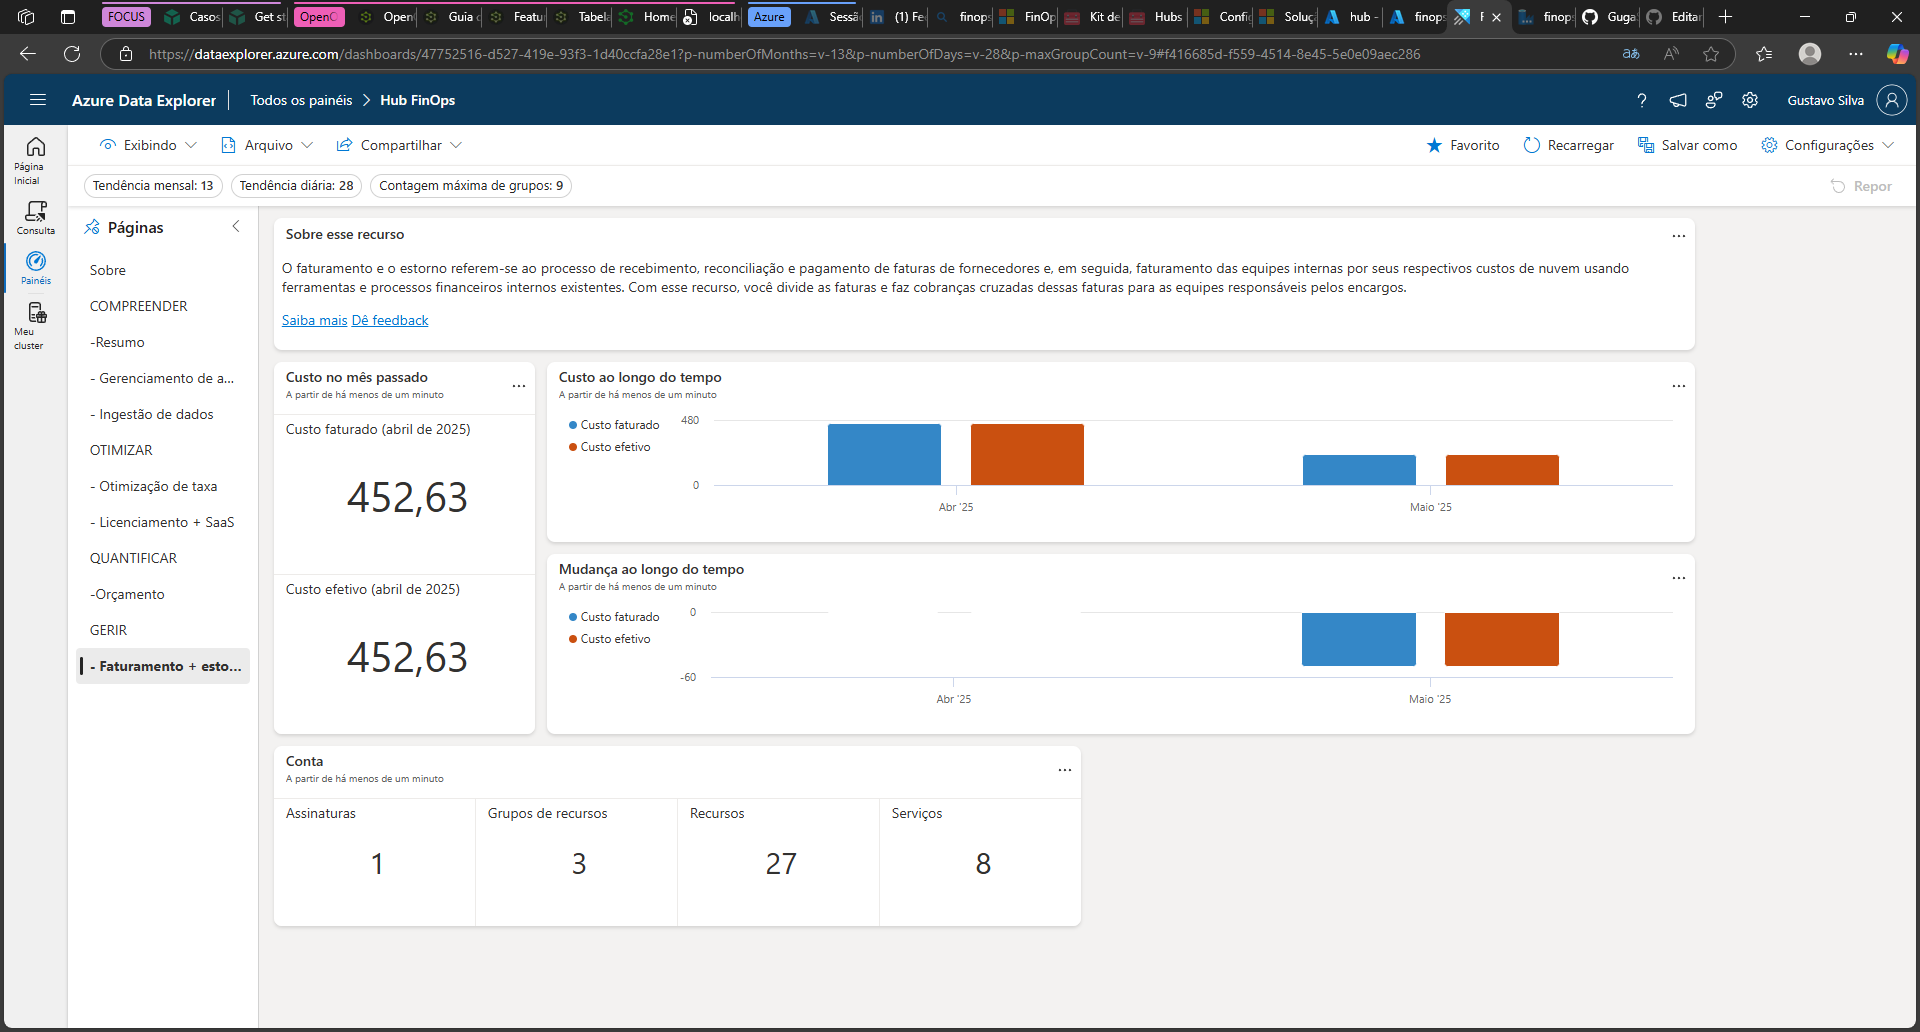 FOCUS
Casos
Get st
OpenC
Open
Guia c
Featu
Tabela
Home
localh
Azure
Sessã
(1) Fe
finop
FinOp
Kit de
Hubs
Confi
Soluç
hub -
finops
F
finop
Guga
Editar
https://dataexplorer.azure.com/dashboards/47752516-d527-419e-93f3-1d40ccfa28e1?p-numberOfMonths=v-13&p-numberOfDays=v-28&p-maxGroupCount=v-9#f416685d-f559-4514-8e45-5e0e09aec286
Azure Data Explorer
Todos os painéis > Hub FinOps
Gustavo Silva
Exibindo
Arquivo
Compartilhar
Favorito
Recarregar
Salvar como
Configurações
Tendência mensal: 13
Tendência diária: 28
Contagem máxima de grupos: 9
Repor
Página
Inicial
Consulta
Painéis
Meu
cluster
Páginas
Sobre
COMPREENDER
-Resumo
- Gerenciamento de a...
- Ingestão de dados
OTIMIZAR
- Otimização de taxa
- Licenciamento + SaaS
QUANTIFICAR
-Orçamento
GERIR
- Faturamento + esto...
Sobre esse recurso
O faturamento e o estorno referem-se ao processo de recebimento, reconciliação e pagamento de faturas de fornecedores e, em seguida, faturamento das equipes internas por seus respectivos custos de nuvem usando
ferramentas e processos financeiros internos existentes. Com esse recurso, você divide as faturas e faz cobranças cruzadas dessas faturas para as equipes responsáveis pelos encargos.
Saiba mais Dê feedback
Custo no mês passado
A partir de há menos de um minuto
Custo faturado (abril de 2025)
452,63
Custo efetivo (abril de 2025)
452,63
Custo ao longo do tempo
A partir de há menos de um minuto
Custo faturado
Custo efetivo
480
0
Abr '25
Maio '25
Mudança ao longo do tempo
A partir de há menos de um minuto
Custo faturado
Custo efetivo
0
-60
Abr '25
Maio '25
Conta
A partir de há menos de um minuto
Assinaturas
1
Grupos de recursos
3
Recursos
27
Serviços
8